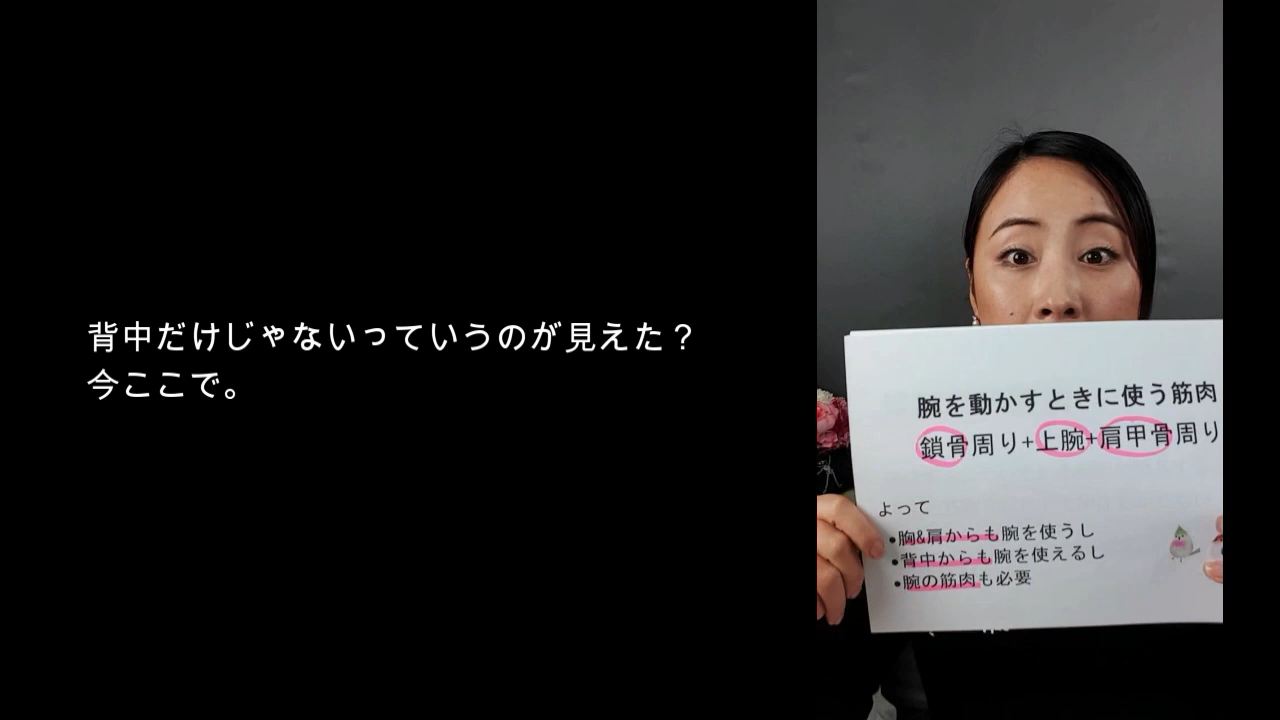 背中だけじゃないっていうのが見えた？
今ここで。
腕を動かすときに使う筋肉
鎖骨周り+上腕+肩甲骨周り
よって
•胸&肩からも腕を使うし
•背中からも腕を使えるし
•腕の筋肉も必要